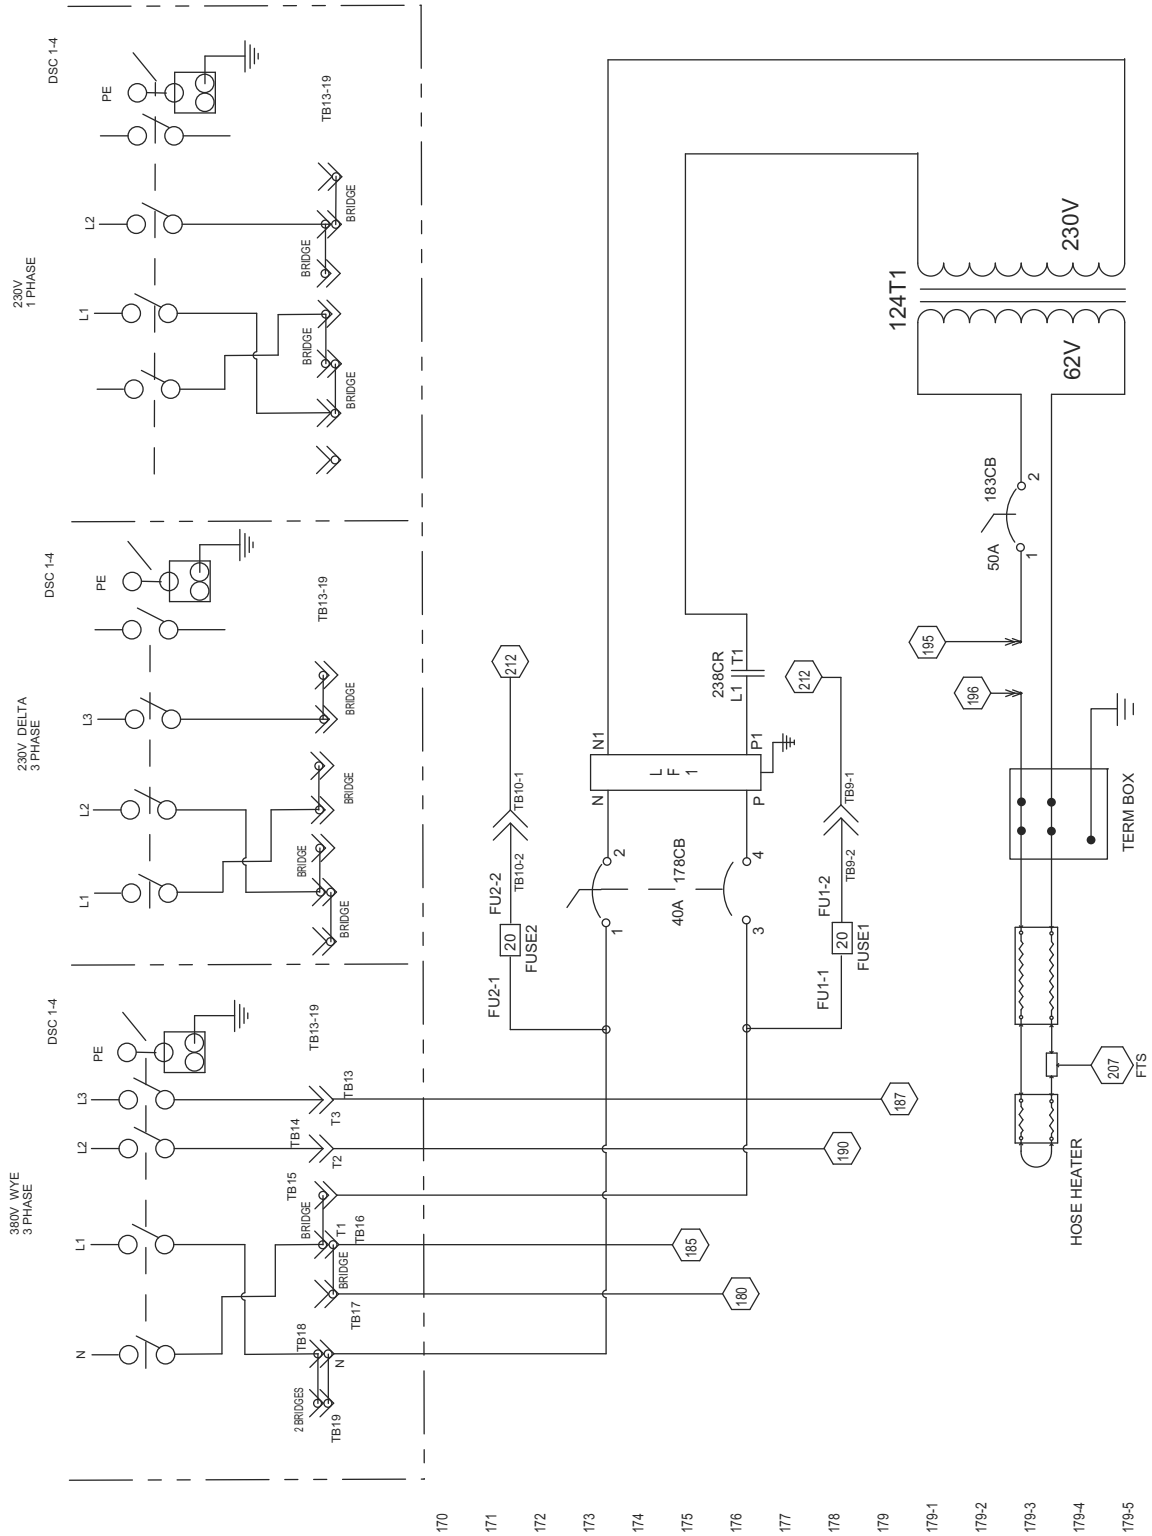 230V
1 PHASE
DSC 1-4
L1
L2
PE
BRIDGE
BRIDGE
BRIDGE
BRIDGE
TB13-19
230V DELTA
3 PHASE
DSC 1-4
L1
L2
L3
PE
BRIDGE
BRIDGE
BRIDGE
TB13-19
380V WYE
3 PHASE
DSC 1-4
N
L1
L2
L3
PE
2 BRIDGES
TB19
TB18
N
TB17
BRIDGE
BRIDGE
T1
TB16
TB15
TB14
T2
TB13
T3
TB13-19
170
171
172
173
174
175
176
177
178
179
179-1
179-2
179-3
179-4
179-5
180
185
190
187
FU2-1
20
FUSE2
FU2-2
TB10-2
TB10-1
212
1
2
40A 178CB
3
4
N
N1
LF1
P
P1
238CR
L1 T1
FU1-1
20
FUSE1
FU1-2
TB9-2
TB9-1
212
124T1
230V
62V
50A
183CB
1
2
195
196
TERM BOX
207
FTS
HOSE HEATER